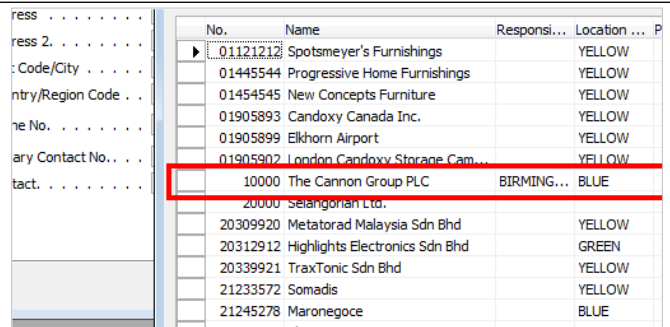 ress . . . . . . . .
ress 2. . . . . . .
: Code/City . . . . .
ntry/Region Code . .
ne No. . . . . . . .
ary Contact No. . . .
tact. . . . . . . . .
No. Name Responsi... Location ... P
01121212 Spotsmeyer's Furnishings YELLOW
01445544 Progressive Home Furnishings YELLOW
01454545 New Concepts Furniture YELLOW
01905893 Candoxy Canada Inc. YELLOW
01905899 Elkhorn Airport YELLOW
01905902 London Candoxy Storage Cam... YELLOW
10000 The Cannon Group PLC BIRMING... BLUE
20000 Selangorian Ltd.
20309920 Metatorad Malaysia Sdn Bhd YELLOW
20312912 Highlights Electronics Sdn Bhd GREEN
20339921 TraxTonic Sdn Bhd YELLOW
21233572 Somadis YELLOW
21245278 Maronegoce BLUE